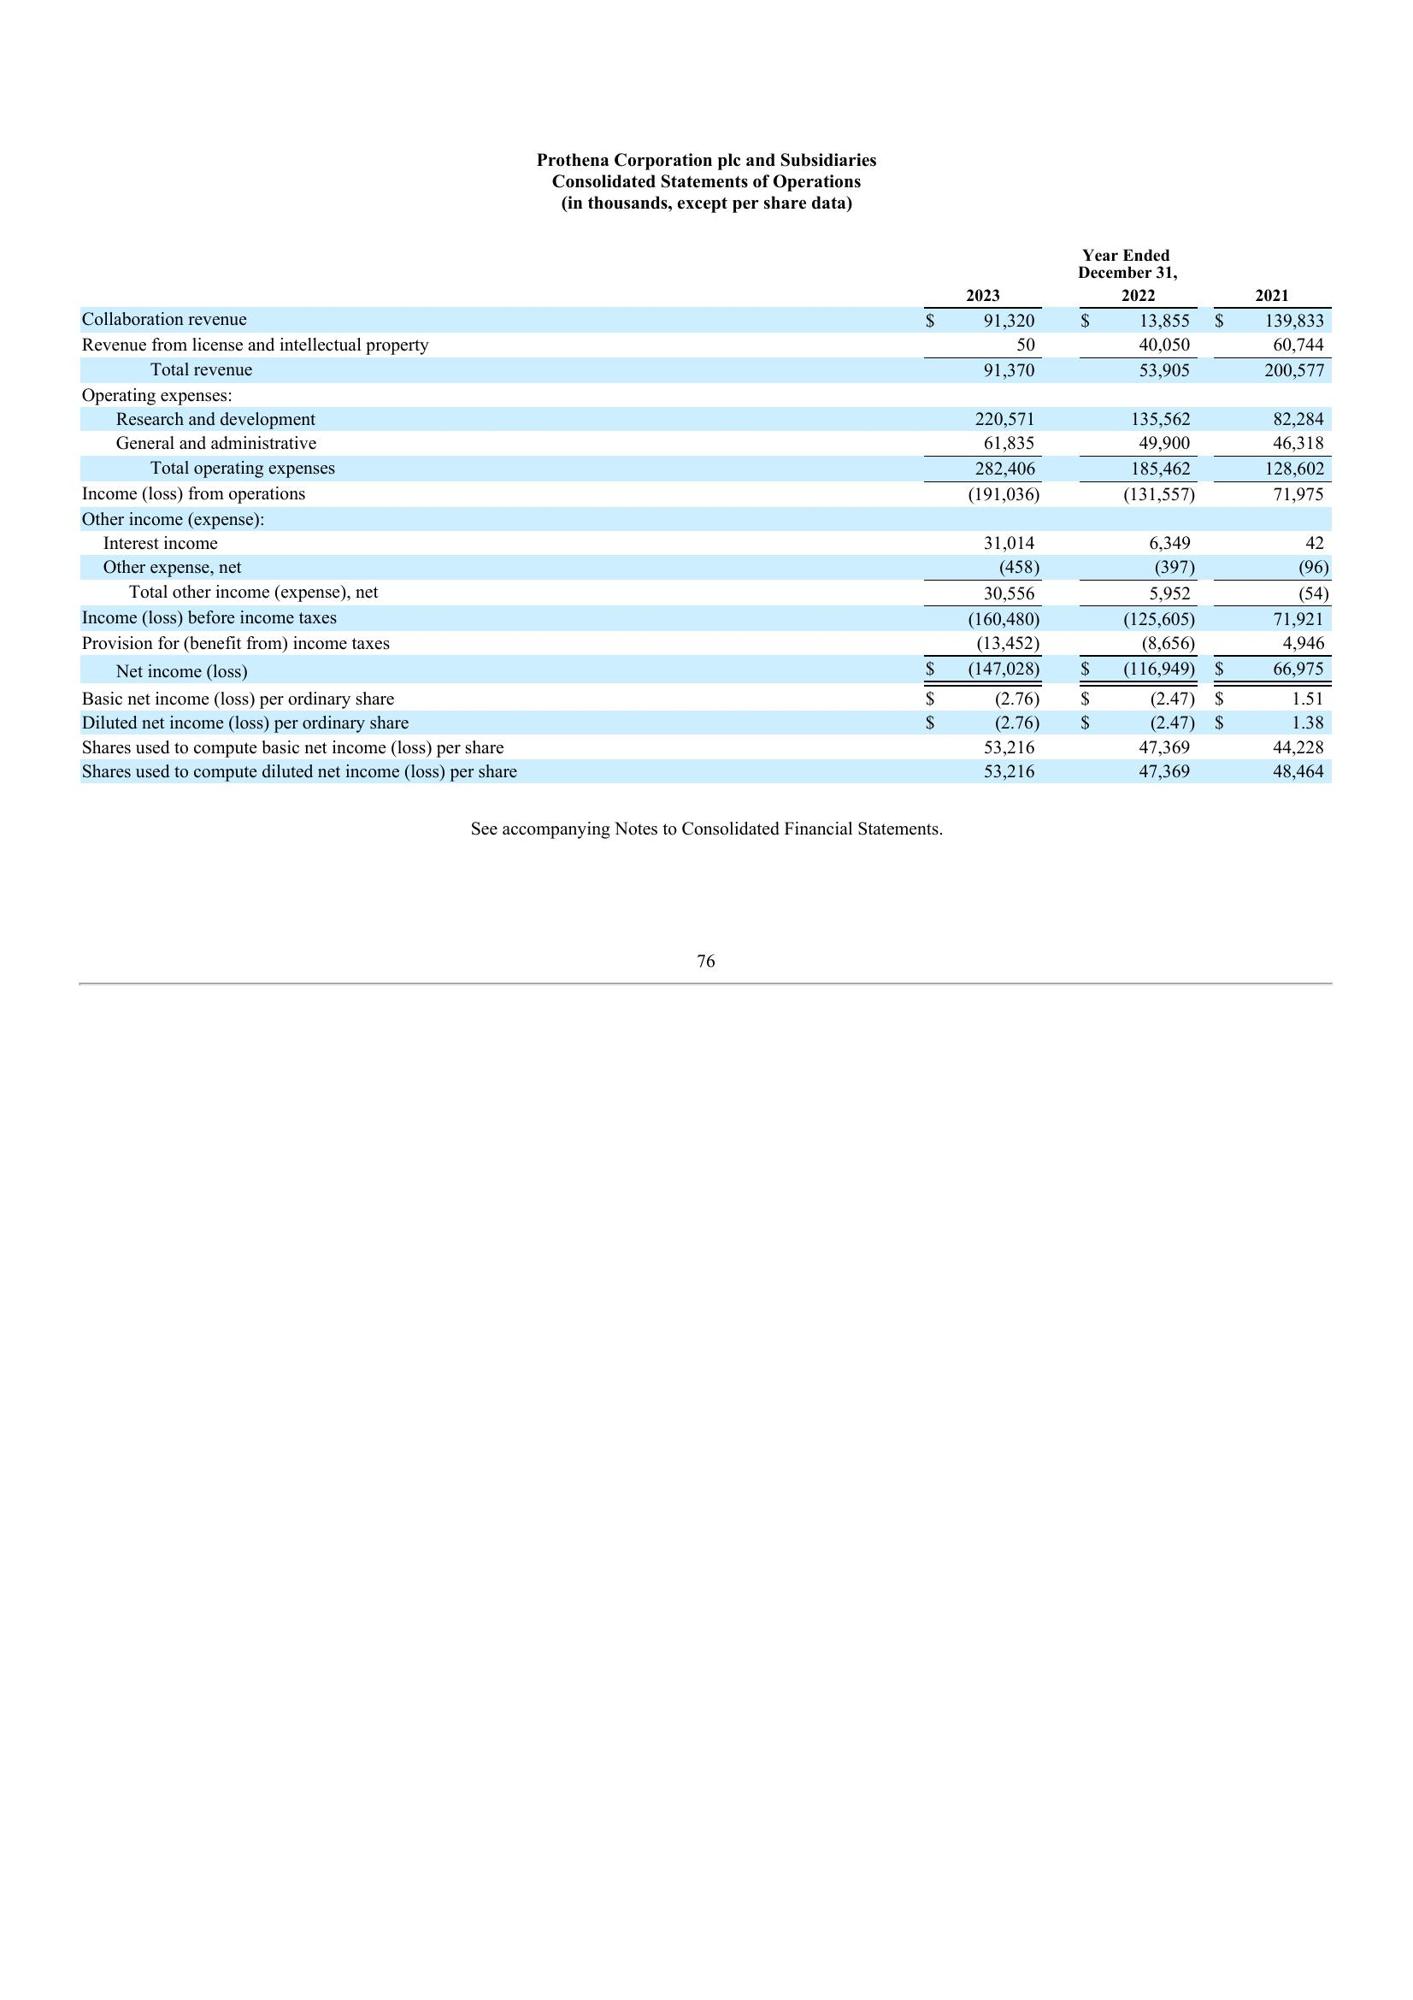 Prothena Corporation plc and Subsidiaries
Consolidated Statements of Operations
(in thousands, except per share data)
Year Ended
December 31,
2023 2022 2021
Collaboration revenue $ 91,320 $ 13,855 $ 139,833
Revenue from license and intellectual property 50 40,050 60,744
Total revenue 91,370 53,905 200,577
Operating expenses:
Research and development 220,571 135,562 82,284
General and administrative 61,835 49,900 46,318
Total operating expenses 282,406 185,462 128,602
Income (loss) from operations (191,036) (131,557) 71,975
Other income (expense):
Interest income 31,014 6,349 42
Other expense, net (458) (397) (96)
Total other income (expense), net 30,556 5,952 (54)
Income (loss) before income taxes (160,480) (125,605) 71,921
Provision for (benefit from) income taxes (13,452) (8,656) 4,946
Net income (loss) $ (147,028) $ (116,949) $ 66,975
Basic net income (loss) per ordinary share $ (2.76) $ (2.47) $ 1.51
Diluted net income (loss) per ordinary share $ (2.76) $ (2.47) $ 1.38
Shares used to compute basic net income (loss) per share 53,216 47,369 44,228
Shares used to compute diluted net income (loss) per share 53,216 47,369 48,464
See accompanying Notes to Consolidated Financial Statements.
76